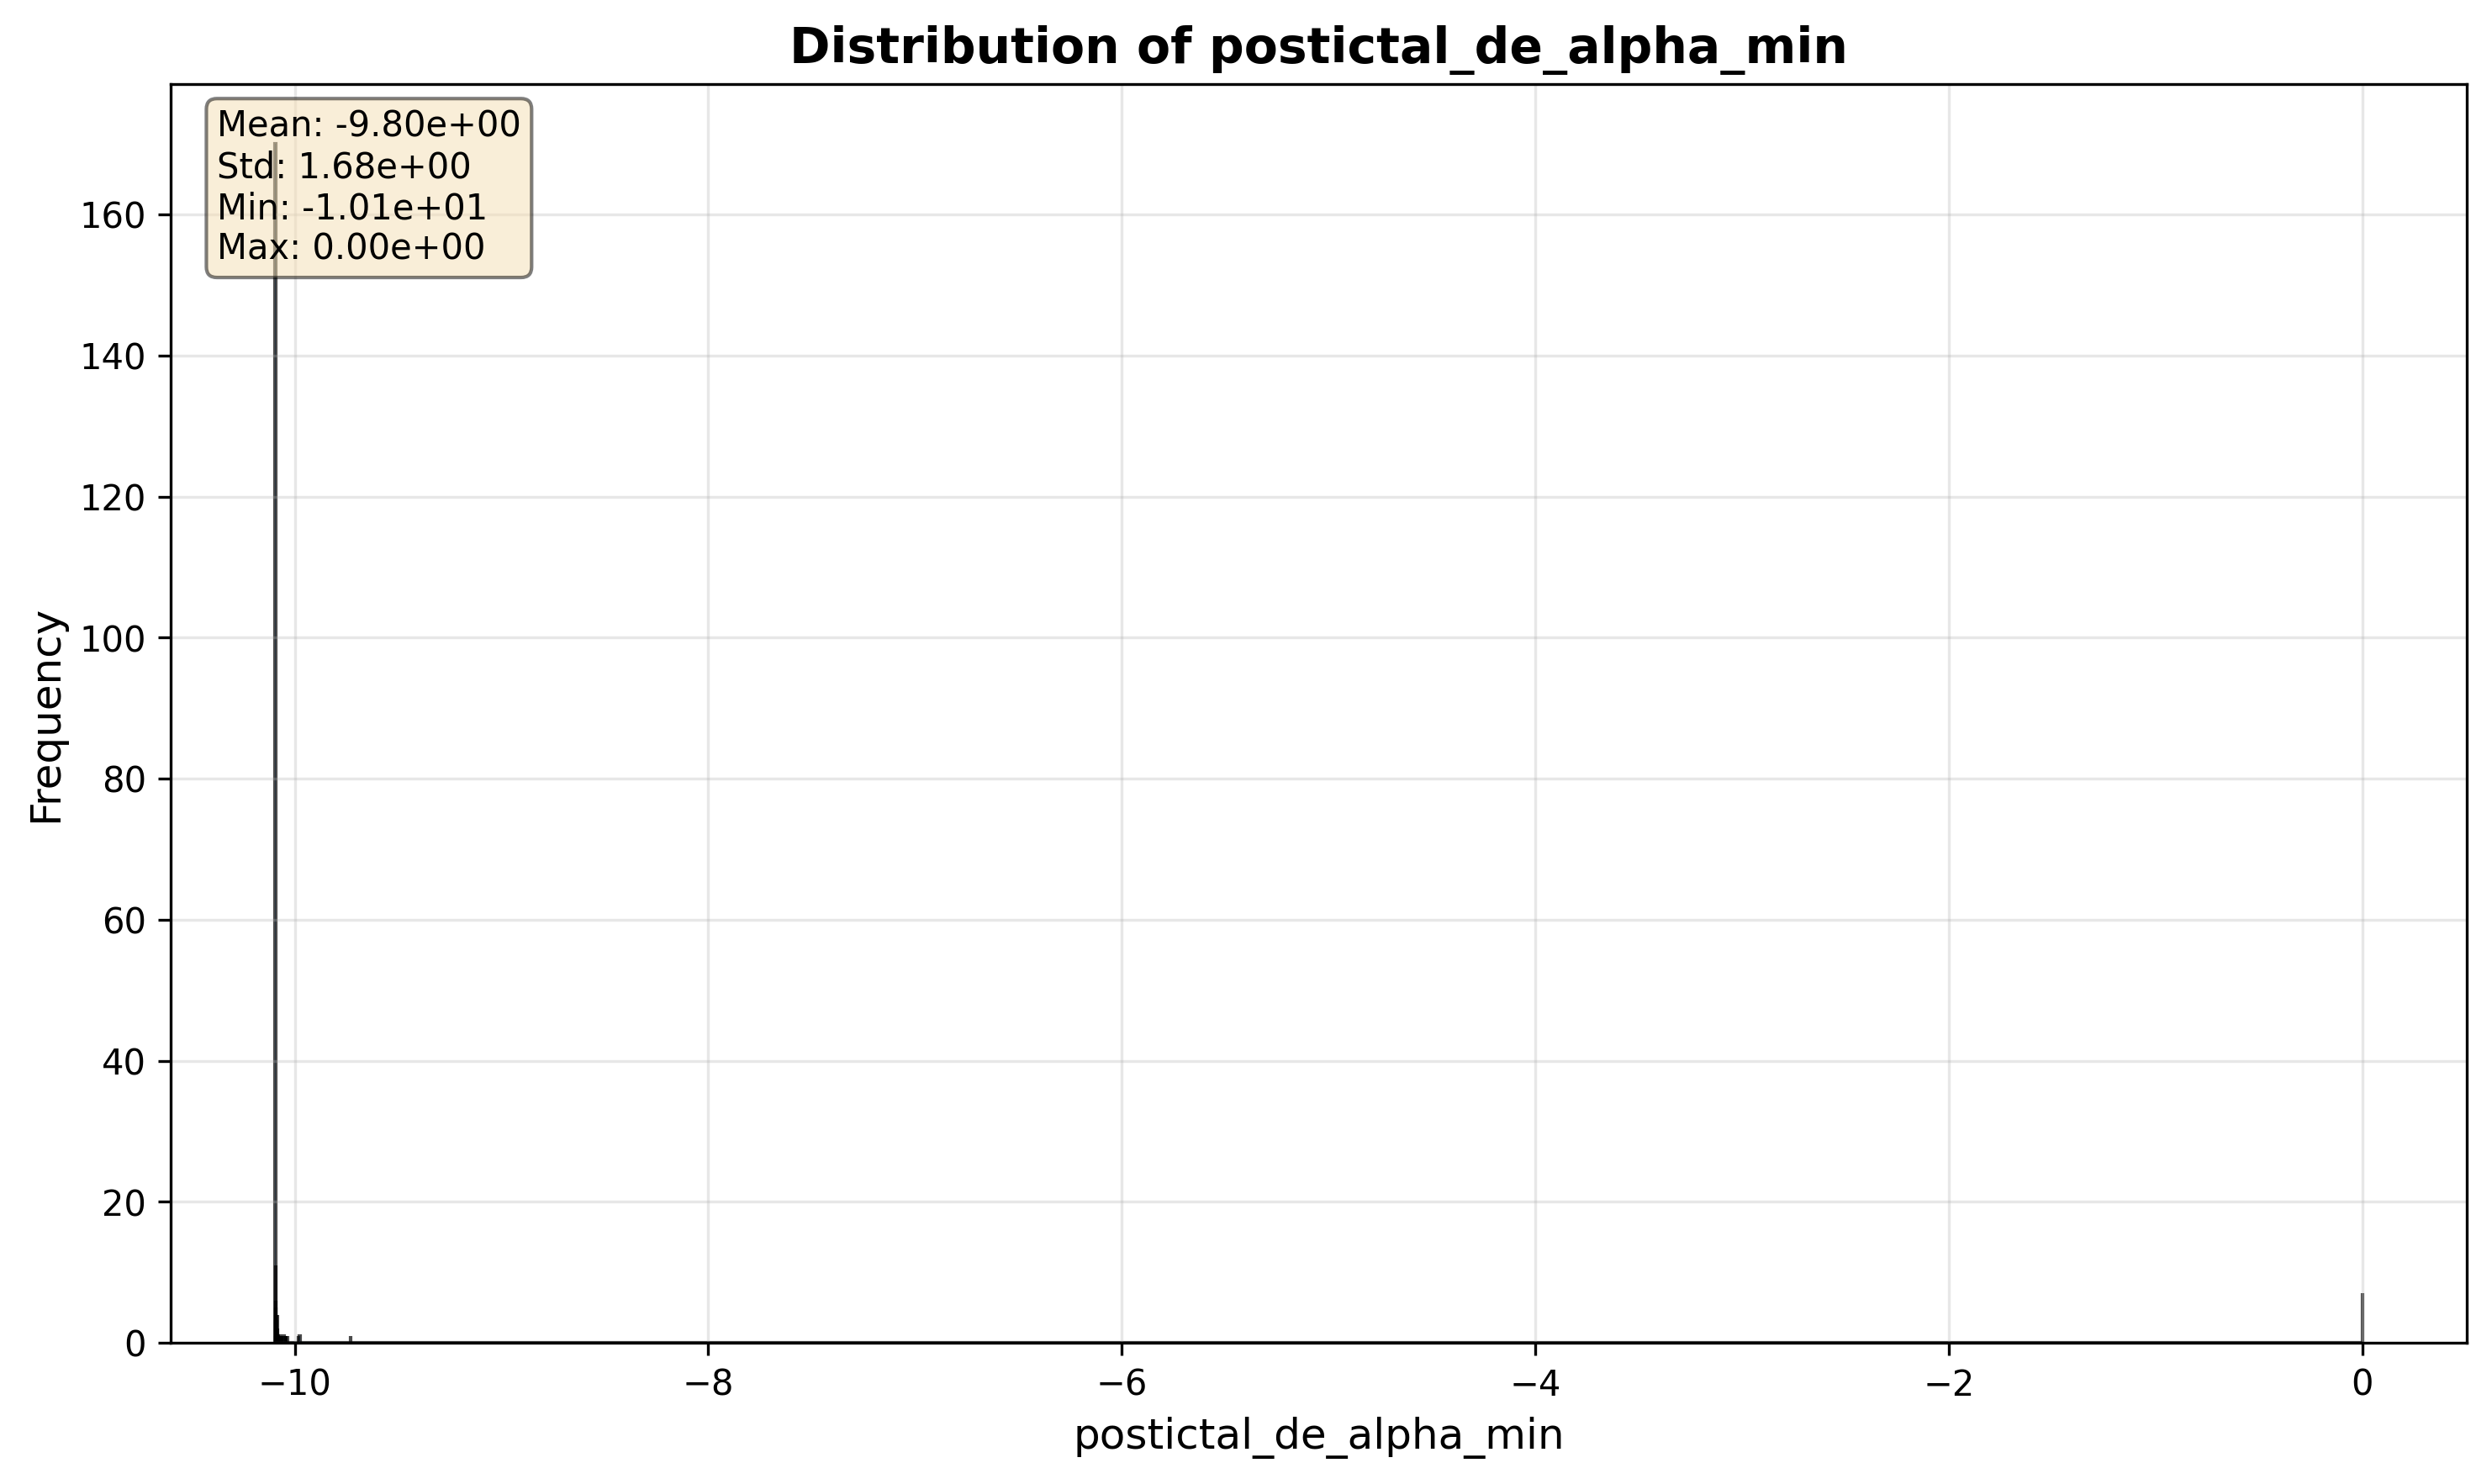 Distribution of postictal_de_alpha_min
Mean: -9.80e+00
Std: 1.68e+00
Min: -1.01e+01
Max: 0.00e+00
160
140
120
100
80
60
40
20
0
Frequency
−10
−8
−6
−4
−2
0
postictal_de_alpha_min